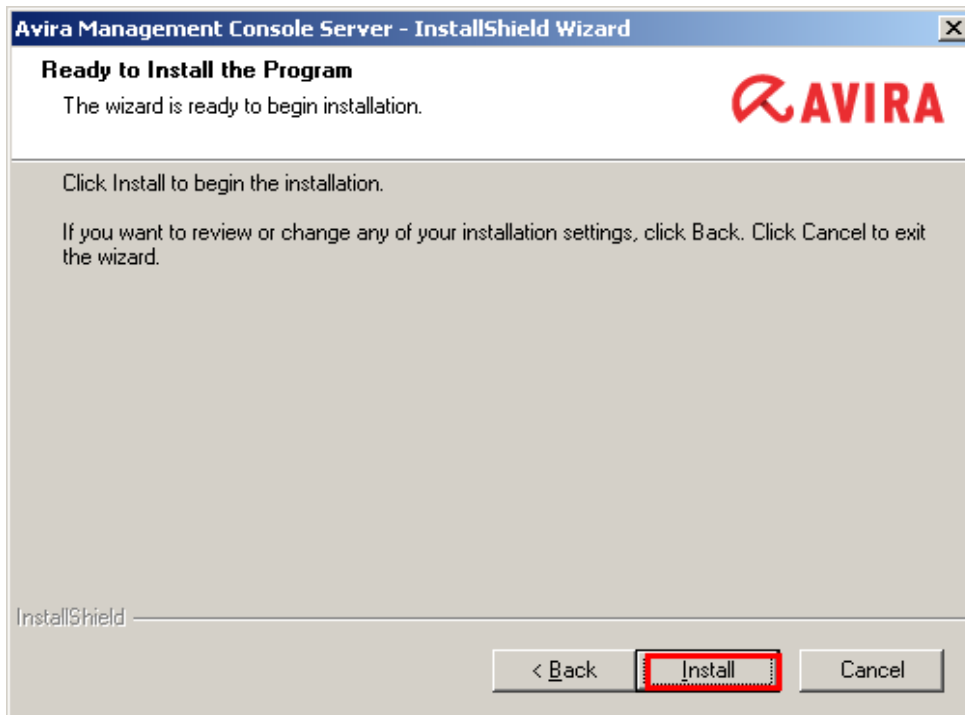 Avira Management Console Server - InstallShield Wizard
Ready to Install the Program
The wizard is ready to begin installation.
AVIRA
Click Install to begin the installation.
If you want to review or change any of your installation settings, click Back. Click Cancel to exit
the wizard.
InstallShield
< Back
Install
Cancel